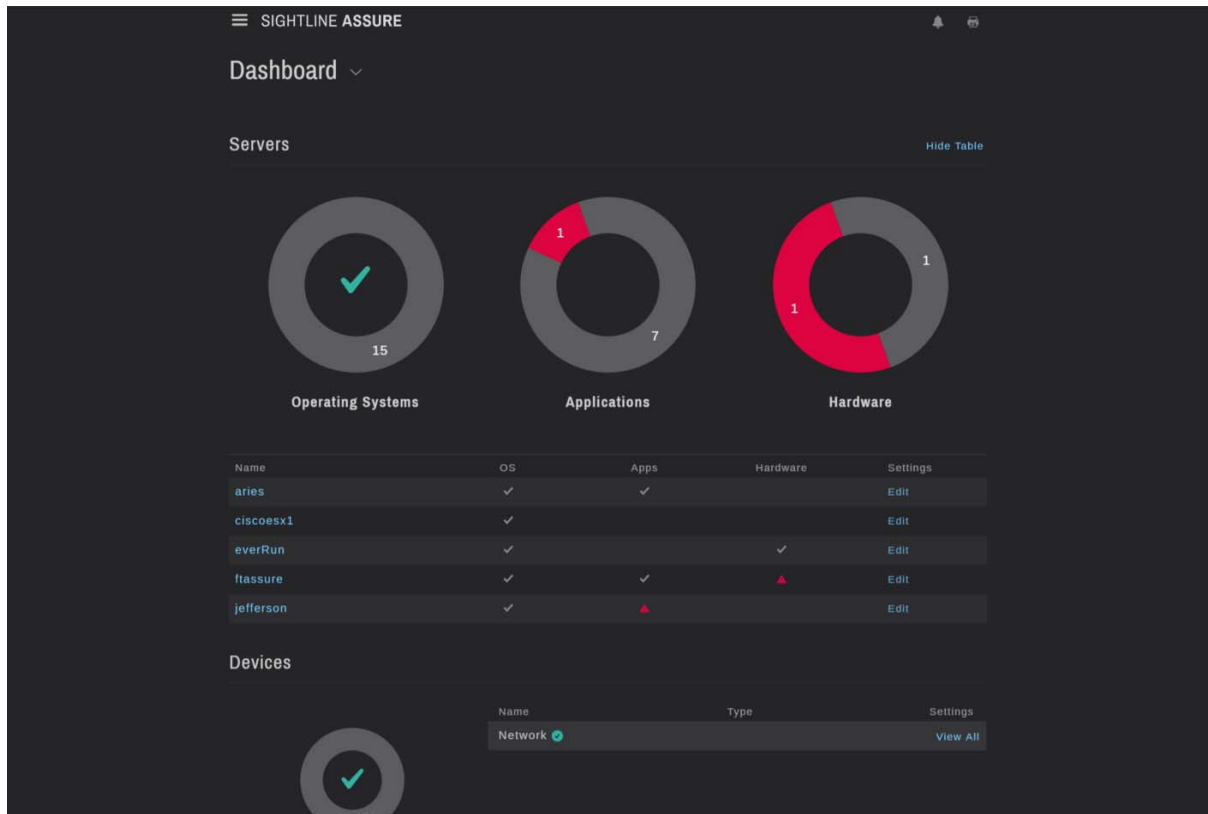 SIGHTLINE ASSURE
Dashboard
Servers
Hide Table
15
1
7
1
1
Operating Systems
Applications
Hardware
Name OS Apps Hardware Settings
aries Edit
ciscoesx1 Edit
everRun Edit
ftassure Edit
jefferson Edit
Devices
Name Type Settings
Network View All